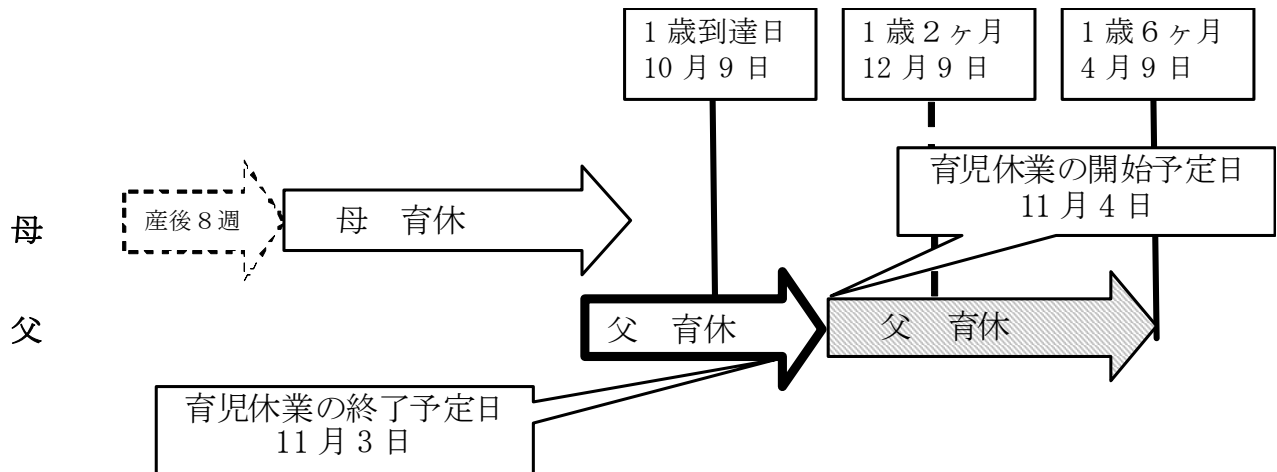 1歳到達日
10月9日
1歳2ヶ月
12月9日
1歳6ヶ月
4月9日
育児休業の開始予定日
11月4日
母
産後8週
母 育休
父
父 育休
父 育休
育児休業の終了予定日
11月3日